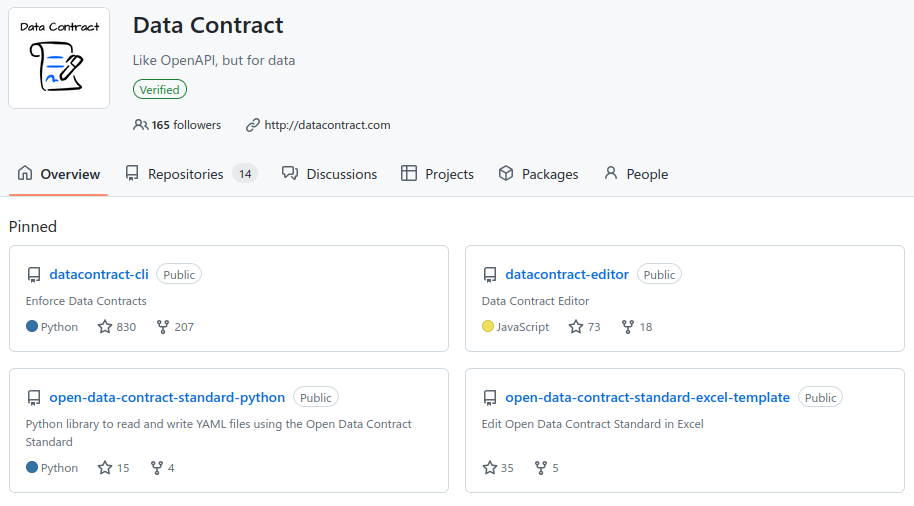 Data Contract
Data Contract
Like OpenAPI, but for data
Verified
165 followers http://datacontract.com
Overview Repositories 14 Discussions Projects Packages People
Pinned
datacontract-cli Public
Enforce Data Contracts
Python 830 207
datacontract-editor Public
Data Contract Editor
JavaScript 73 18
open-data-contract-standard-python Public
Python library to read and write YAML files using the Open Data Contract
Standard
Python 15 4
open-data-contract-standard-excel-template Public
Edit Open Data Contract Standard in Excel
35 5